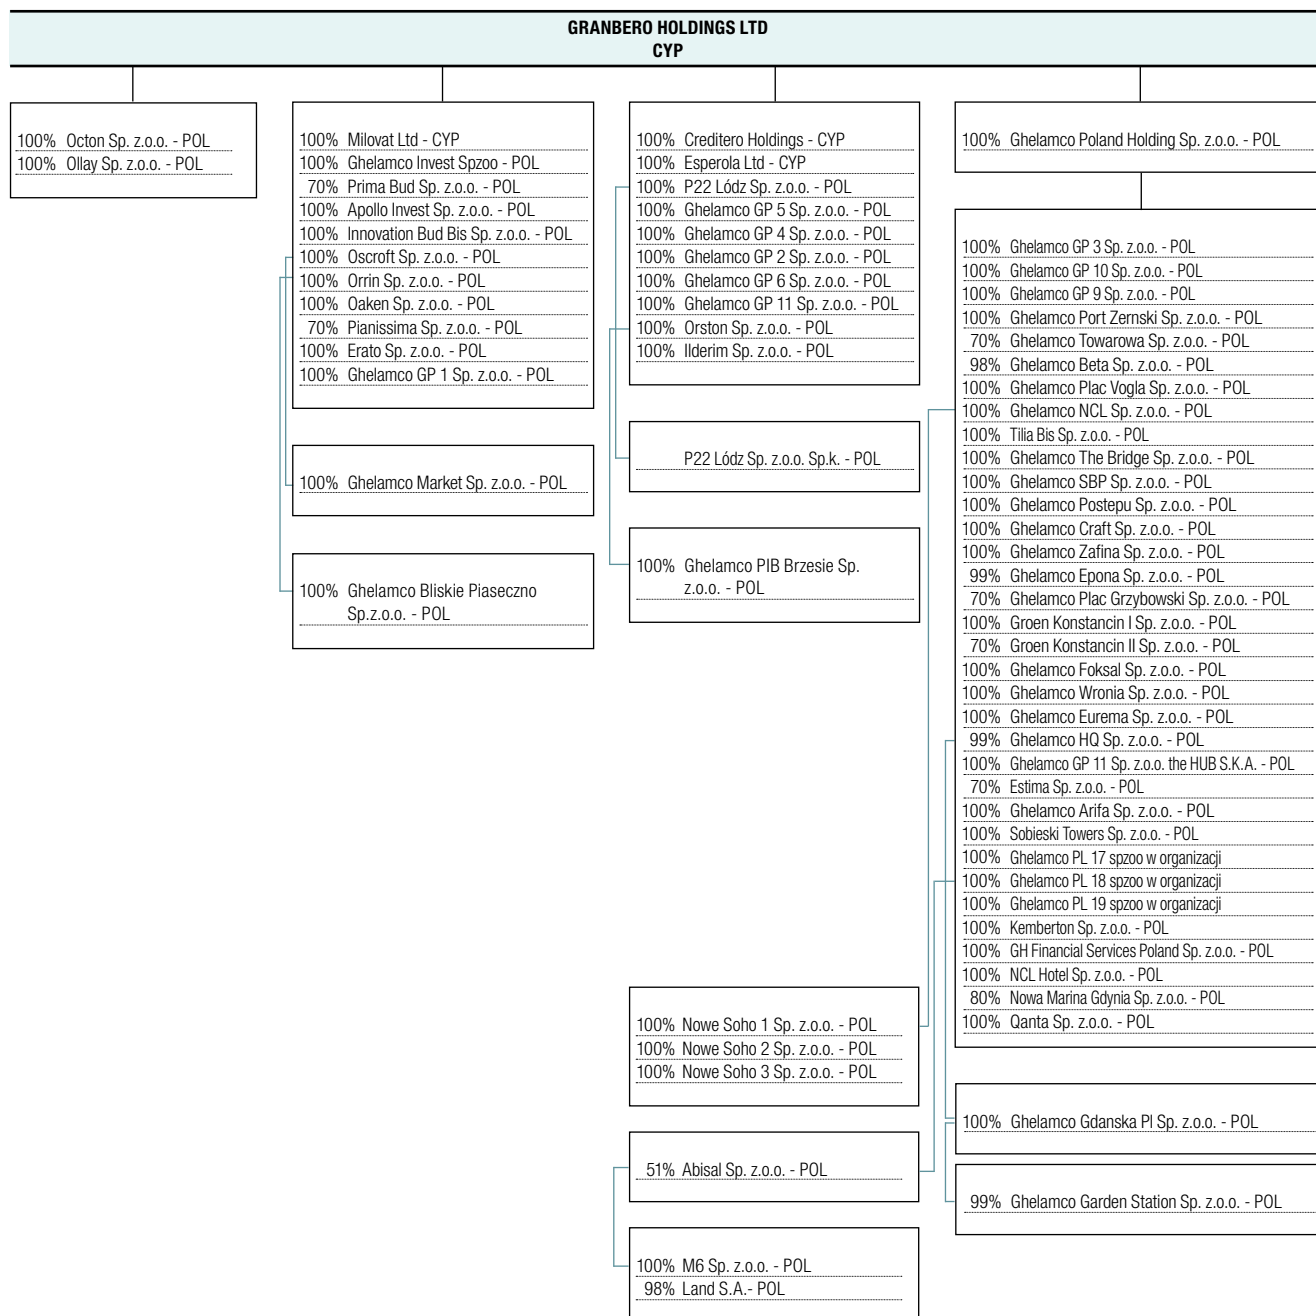 GRANBERO HOLDINGS LTD
CYP
100% Octon Sp. z.o.o. - POL
100% Ollay Sp. z.o.o. - POL
100% Milovat Ltd - CYP
100% Ghelamco Invest Spzoo - POL
70% Prima Bud Sp. z.o.o. - POL
100% Apollo Invest Sp. z.o.o. - POL
100% Innovation Bud Bis Sp. z.o.o. - POL
100% Oscroft Sp. z.o.o. - POL
100% Orrin Sp. z.o.o. - POL
100% Oaken Sp. z.o.o. - POL
70% Pianissima Sp. z.o.o. - POL
100% Erato Sp. z.o.o. - POL
100% Ghelamco GP 1 Sp. z.o.o. - POL
100% Ghelamco Market Sp. z.o.o. - POL
100% Ghelamco Bliskie Piaseczno
Sp.z.o.o. - POL
100% Creditero Holdings - CYP
100% Esperola Ltd - CYP
100% P22 Lódz Sp. z.o.o. - POL
100% Ghelamco GP 5 Sp. z.o.o. - POL
100% Ghelamco GP 4 Sp. z.o.o. - POL
100% Ghelamco GP 2 Sp. z.o.o. - POL
100% Ghelamco GP 6 Sp. z.o.o. - POL
100% Ghelamco GP 11 Sp. z.o.o. - POL
100% Orston Sp. z.o.o. - POL
100% Ilderim Sp. z.o.o. - POL
P22 Lódz Sp. z.o.o. Sp.k. - POL
100% Ghelamco PIB Brzesie Sp.
z.o.o. - POL
100% Nowe Soho 1 Sp. z.o.o. - POL
100% Nowe Soho 2 Sp. z.o.o. - POL
100% Nowe Soho 3 Sp. z.o.o. - POL
51% Abisal Sp. z.o.o. - POL
100% M6 Sp. z.o.o. - POL
98% Land S.A.- POL
100% Ghelamco Poland Holding Sp. z.o.o. - POL
100% Ghelamco GP 3 Sp. z.o.o. - POL
100% Ghelamco GP 10 Sp. z.o.o. - POL
100% Ghelamco GP 9 Sp. z.o.o. - POL
100% Ghelamco Port Zernski Sp. z.o.o. - POL
70% Ghelamco Towarowa Sp. z.o.o. - POL
98% Ghelamco Beta Sp. z.o.o. - POL
100% Ghelamco Plac Vogla Sp. z.o.o. - POL
100% Ghelamco NCL Sp. z.o.o. - POL
100% Tilia Bis Sp. z.o.o. - POL
100% Ghelamco The Bridge Sp. z.o.o. - POL
100% Ghelamco SBP Sp. z.o.o. - POL
100% Ghelamco Postepu Sp. z.o.o. - POL
100% Ghelamco Craft Sp. z.o.o. - POL
100% Ghelamco Zafina Sp. z.o.o. - POL
99% Ghelamco Epona Sp. z.o.o. - POL
70% Ghelamco Plac Grzybowski Sp. z.o.o. - POL
100% Groen Konstancin I Sp. z.o.o. - POL
70% Groen Konstancin II Sp. z.o.o. - POL
100% Ghelamco Foksal Sp. z.o.o. - POL
100% Ghelamco Wronia Sp. z.o.o. - POL
100% Ghelamco Eurema Sp. z.o.o. - POL
99% Ghelamco HQ Sp. z.o.o. - POL
100% Ghelamco GP 11 Sp. z.o.o. the HUB S.K.A. - POL
70% Estima Sp. z.o.o. - POL
100% Ghelamco Arifa Sp. z.o.o. - POL
100% Sobieski Towers Sp. z.o.o. - POL
100% Ghelamco PL 17 spzoo w organizacji
100% Ghelamco PL 18 spzoo w organizacji
100% Ghelamco PL 19 spzoo w organizacji
100% Kemberton Sp. z.o.o. - POL
100% GH Financial Services Poland Sp. z.o.o. - POL
100% NCL Hotel Sp. z.o.o. - POL
80% Nowa Marina Gdynia Sp. z.o.o. - POL
100% Qanta Sp. z.o.o. - POL
100% Ghelamco Gdanska PI Sp. z.o.o. - POL
99% Ghelamco Garden Station Sp. z.o.o. - POL